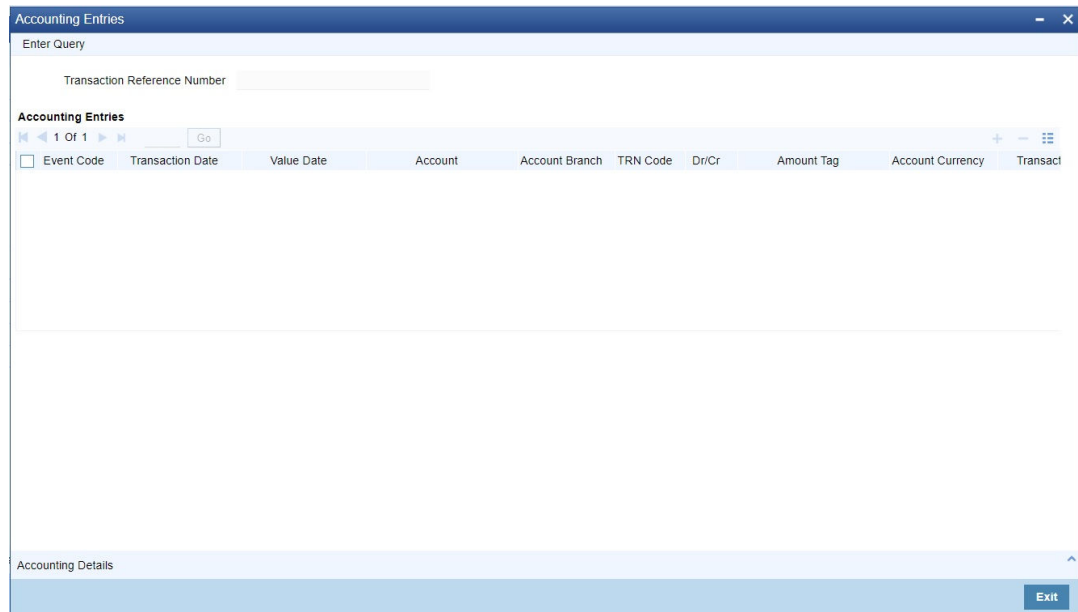 Accounting Entries
Enter Query
Transaction Reference Number
Accounting Entries
1 Of 1 Go
Event Code Transaction Date Value Date Account Account Branch TRN Code Dr/Cr Amount Tag Account Currency Transact
Accounting Details
Exit